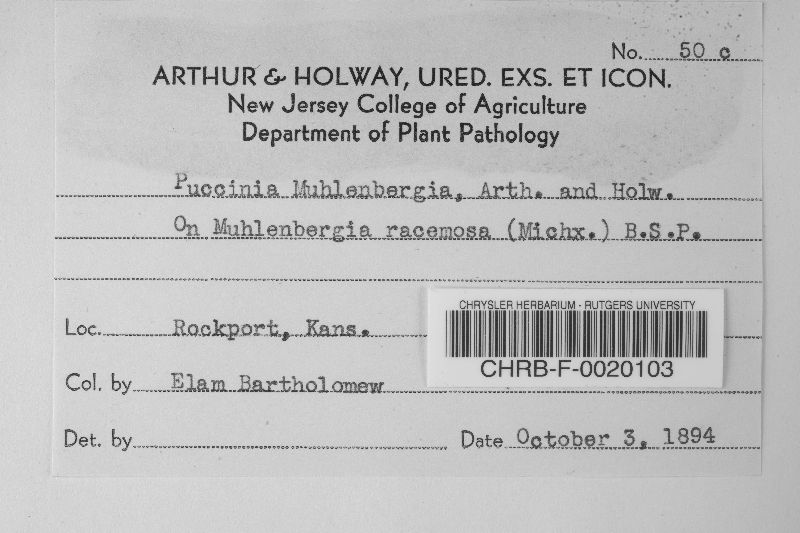 No. 50 c
ARTHUR & HOLWAY, URED. EXS. ET ICON.
New Jersey College of Agriculture
Department of Plant Pathology
Puccinia Muhlenbergia, Arth. and Holw.
On Muhlenbergia racemosa (Michx.) B.S.P.
CHRYSLER HERBARIUM - RUTGERS UNIVERSITY
CHRB-F-0020103
Loc. Rockport, Kans.
Col. by Elam Bartholomew
Det. by
Date October 3, 1894